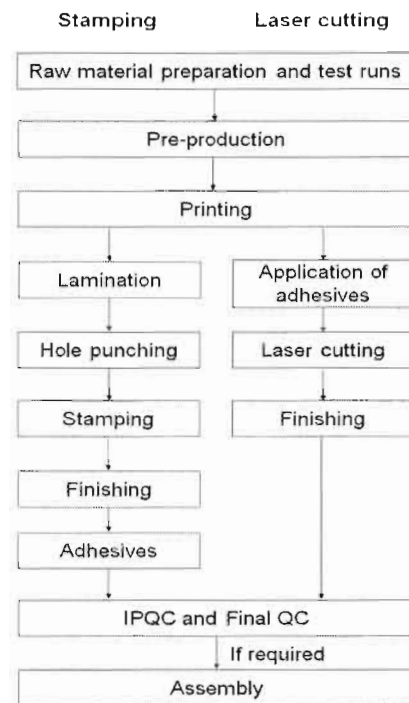 Stamping
Laser cutting
Raw material preparation and test runs
Pre-production
Printing
Lamination
Application of
adhesives
Hole punching
Laser cutting
Stamping
Finishing
Finishing
Adhesives
IPQC and Final QC
If required
Assembly